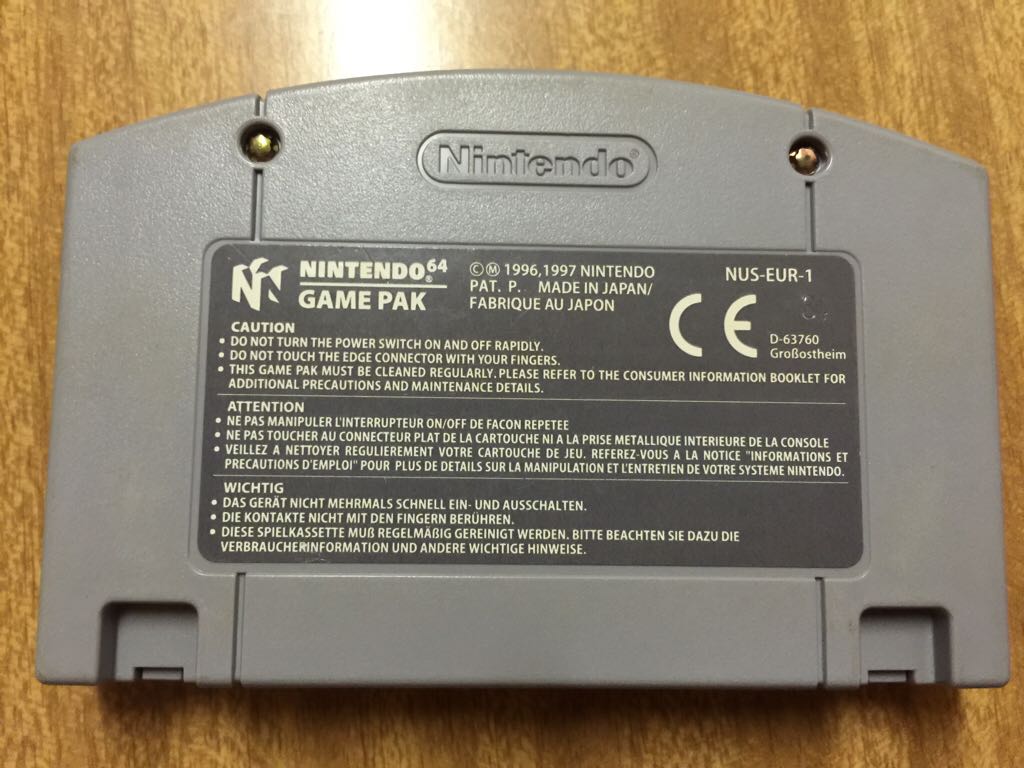 Nintendo®
NINTENDO 64®
GAME PAK
©Ⓜ 1996,1997 NINTENDO
PAT. P. MADE IN JAPAN/
FABRIQUE AU JAPON
NUS-EUR-1
CE
D-63760
Großostheim
CAUTION
• DO NOT TURN THE POWER SWITCH ON AND OFF RAPIDLY.
• DO NOT TOUCH THE EDGE CONNECTOR WITH YOUR FINGERS.
• THIS GAME PAK MUST BE CLEANED REGULARLY. PLEASE REFER TO THE CONSUMER INFORMATION BOOKLET FOR
ADDITIONAL PRECAUTIONS AND MAINTENANCE DETAILS.
ATTENTION
• NE PAS MANIPULER L'INTERRUPTEUR ON/OFF DE FACON REPETEE
• NE PAS TOUCHER AU CONNECTEUR PLAT DE LA CARTOUCHE NI A LA PRISE METALLIQUE INTERIEURE DE LA CONSOLE
• VEILLEZ A NETTOYER REGULIEREMENT VOTRE CARTOUCHE DE JEU. REFEREZ-VOUS A LA NOTICE "INFORMATIONS ET
PRECAUTIONS D'EMPLOI" POUR PLUS DE DETAILS SUR LA MANIPULATION ET L'ENTRETIEN DE VOTRE SYSTEME NINTENDO.
WICHTIG
• DAS GERÄT NICHT MEHRMALS SCHNELL EIN- UND AUSSCHALTEN.
• DIE KONTAKTE NICHT MIT DEN FINGERN BERÜHREN.
• DIESE SPIELKASSETTE MUß REGELMÄßIG GEREINIGT WERDEN. BITTE BEACHTEN SIE DAZU DIE
VERBRAUCHERINFORMATION UND ANDERE WICHTIGE HINWEISE.